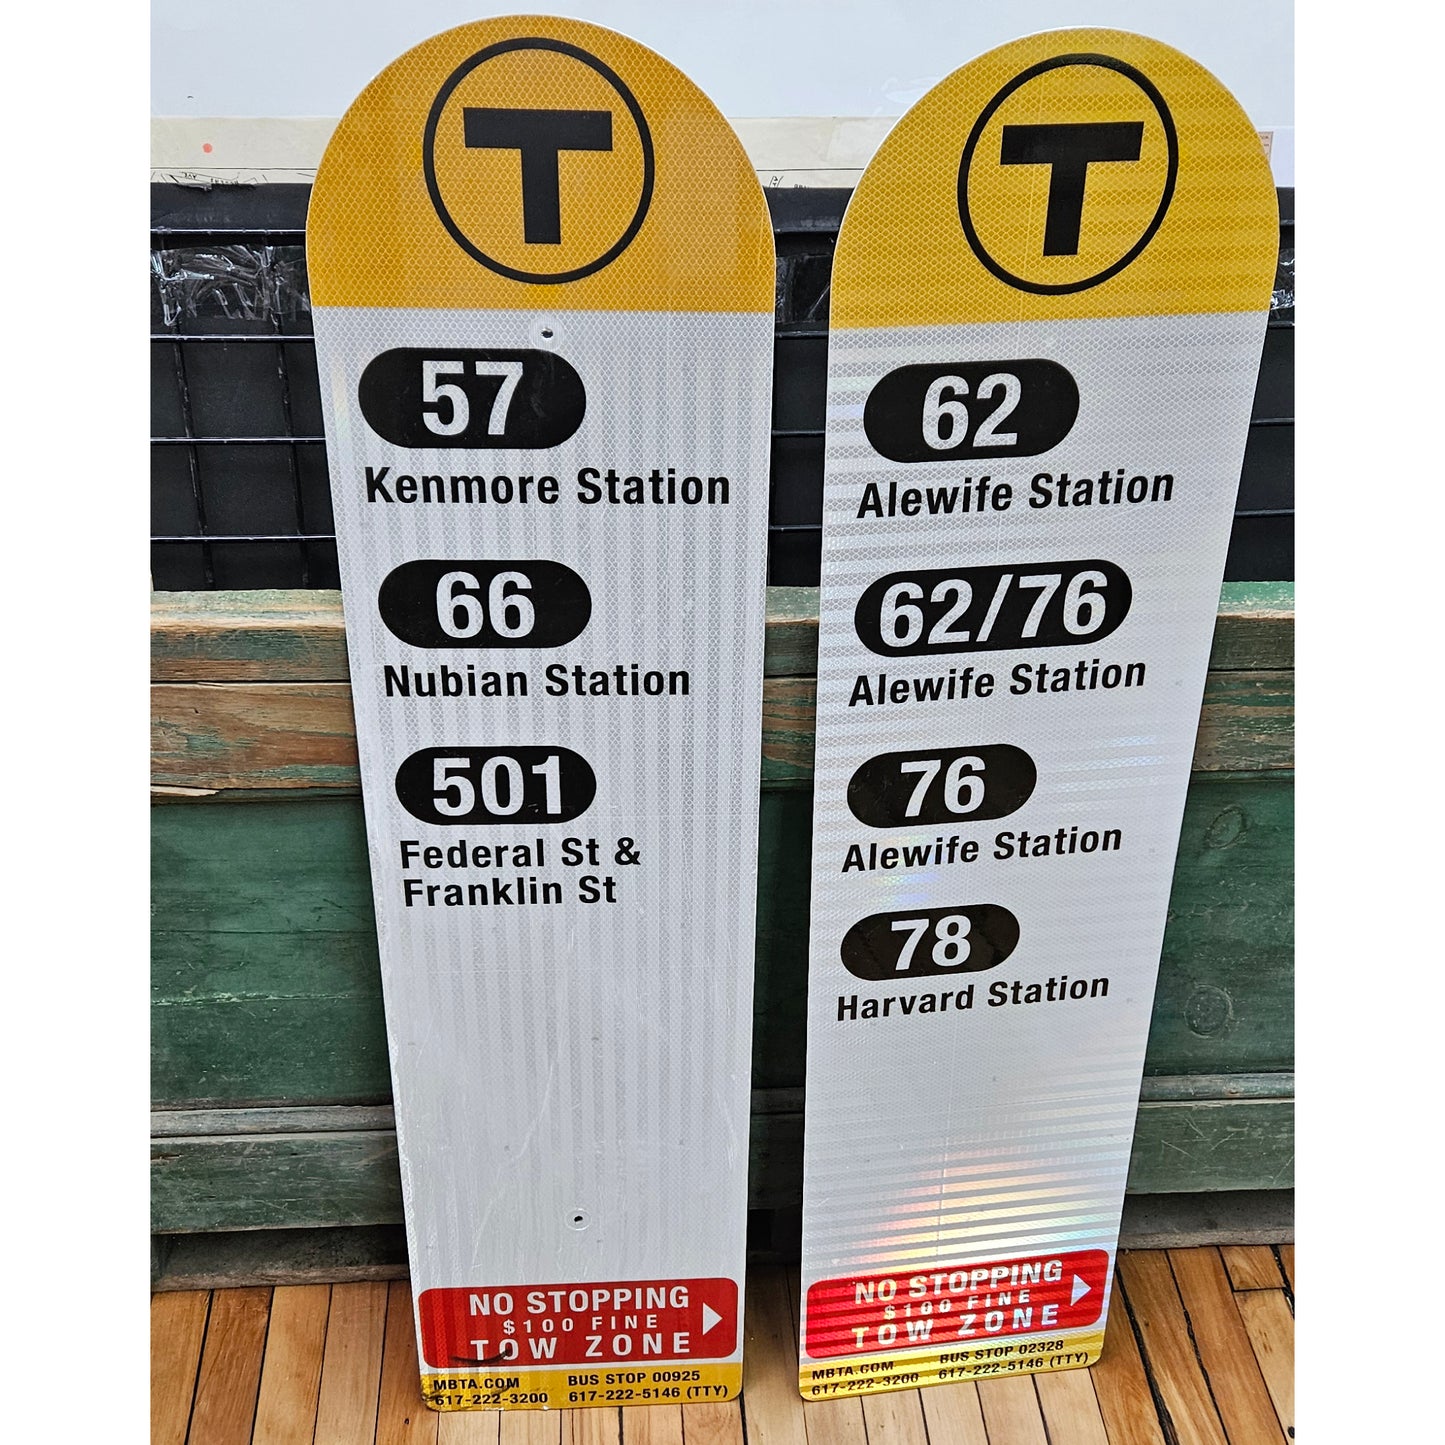 T
57
Kenmore Station
66
Nubian Station
501
Federal St &
Franklin St
NO STOPPING
$100 FINE
TOW ZONE
MBTA.COM BUS STOP 00925
617-222-3200 617-222-5146 (TTY)
T
62
Alewife Station
62/76
Alewife Station
76
Alewife Station
78
Harvard Station
NO STOPPING
$100 FINE
TOW ZONE
MBTA.COM BUS STOP 02328
617-222-3200 617-222-5146 (TTY)